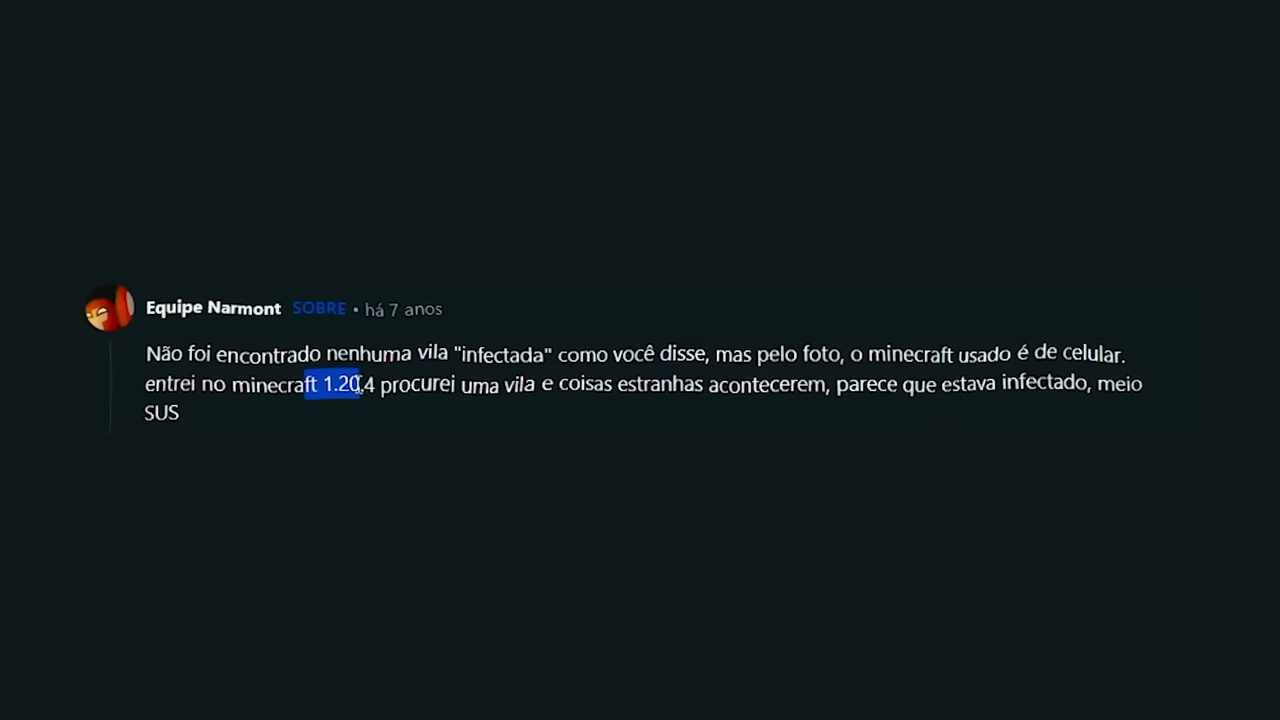 Equipe Narmont SOBRE • há 7 anos
Não foi encontrado nenhuma vila "infectada" como você disse, mas pelo foto, o minecraft usado é de celular.
entrei no minecraft 1.20.4 procurei uma vila e coisas estranhas acontecerem, parece que estava infectado, meio
SUS